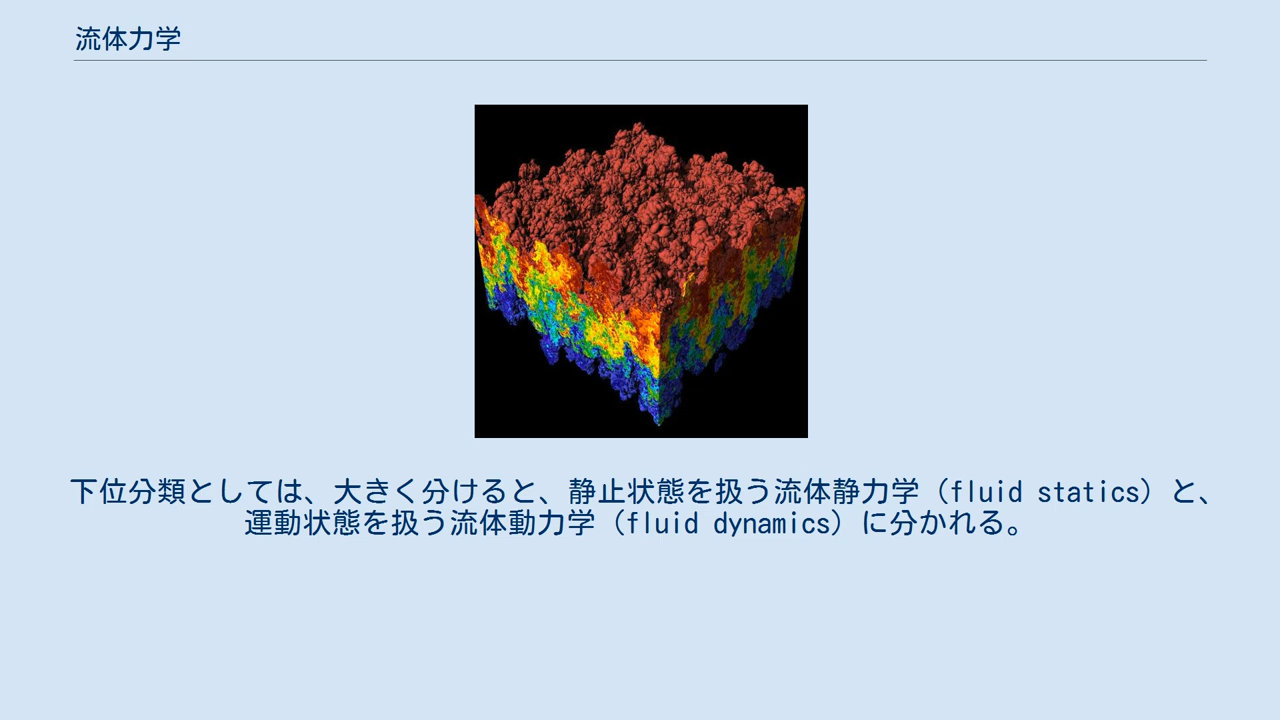 流体力学
下位分類としては、大きく分けると、静止状態を扱う流体静力学（fluid statics）と、
運動状態を扱う流体動力学（fluid dynamics）に分かれる。